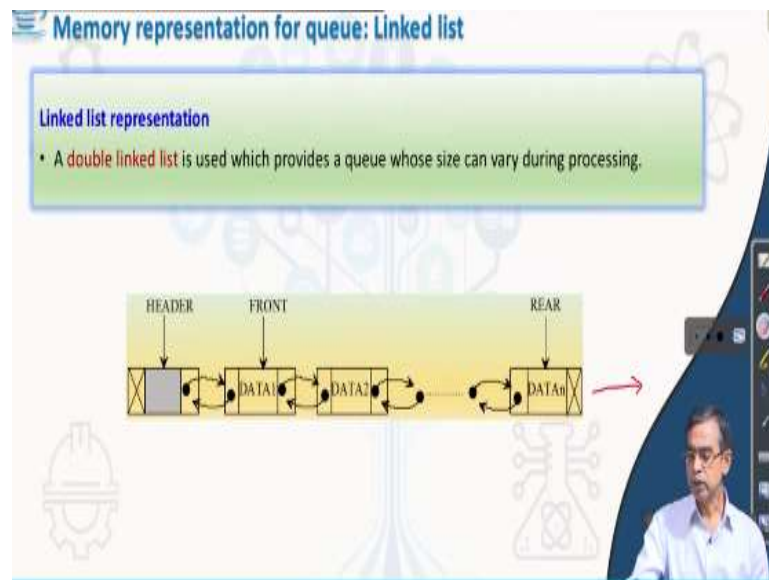 Memory representation for queue: Linked list
Linked list representation
• A double linked list is used which provides a queue whose size can vary during processing.
HEADER FRONT REAR
DATA1 DATA2 DATAn